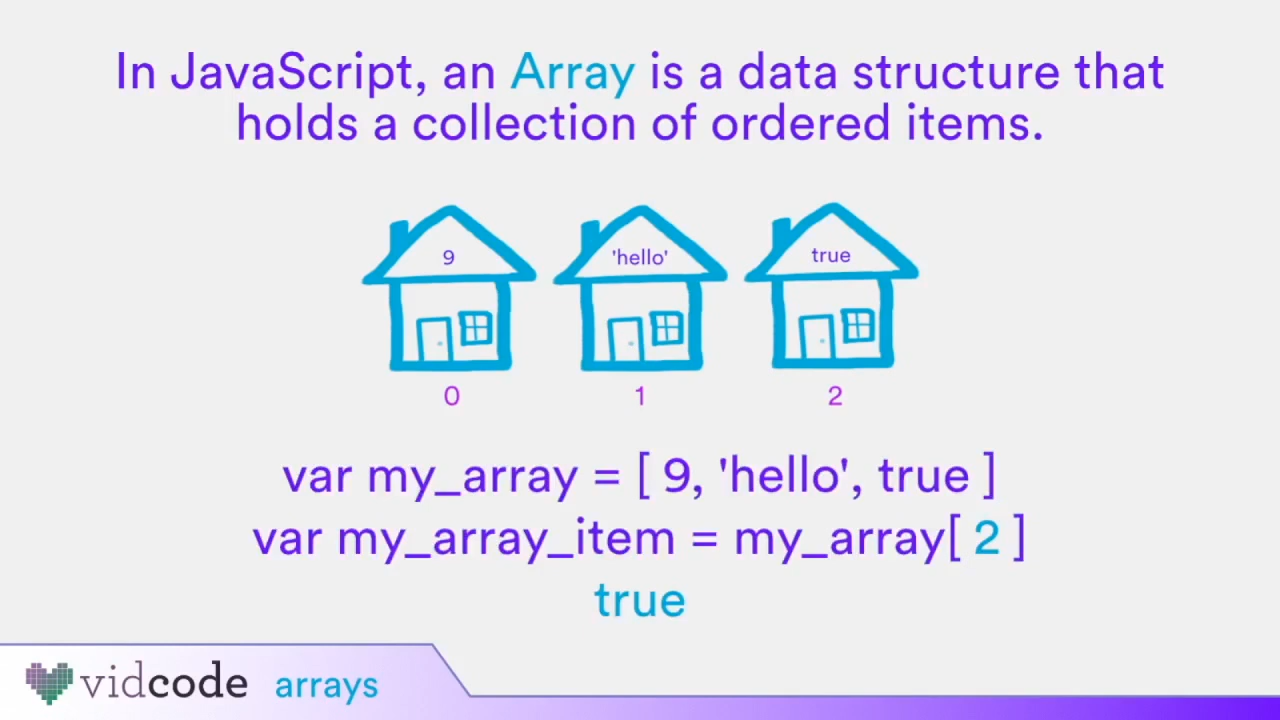 In JavaScript, an Array is a data structure that
holds a collection of ordered items.
9 'hello' true
0 1 2
var my_array = [ 9, 'hello', true ]
var my_array_item = my_array[ 2 ]
true
vidcode arrays